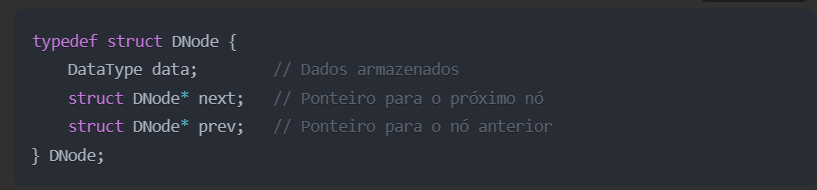 typedef struct DNode {
    DataType data;        // Dados armazenados
    struct DNode* next;   // Ponteiro para o próximo nó
    struct DNode* prev;   // Ponteiro para o nó anterior
} DNode;